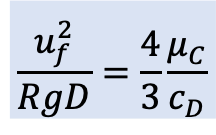 u_f^2 / RgD = 4/3 μ_C / c_D